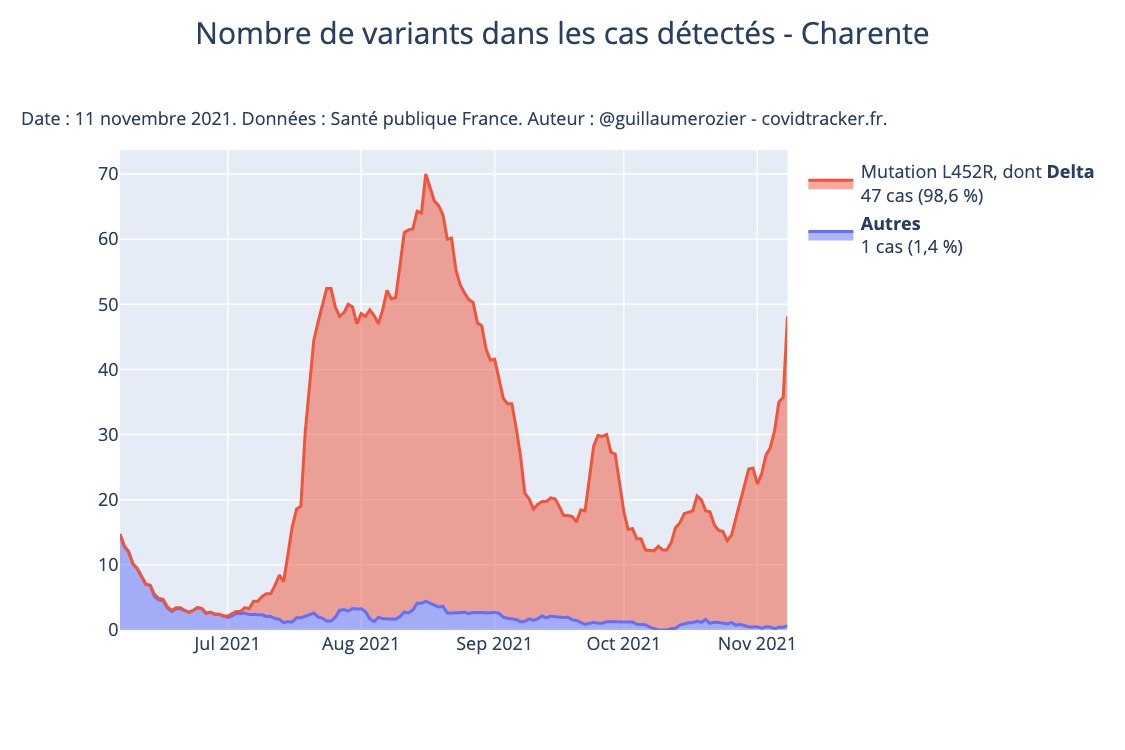 Nombre de variants dans les cas détectés - Charente
Date : 11 novembre 2021. Données : Santé publique France. Auteur : @guillaumerozier - covidtracker.fr.
70
60
50
40
30
20
10
0
Jul 2021
Aug 2021
Sep 2021
Oct 2021
Nov 2021
Mutation L452R, dont Delta
47 cas (98,6 %)
Autres
1 cas (1,4 %)